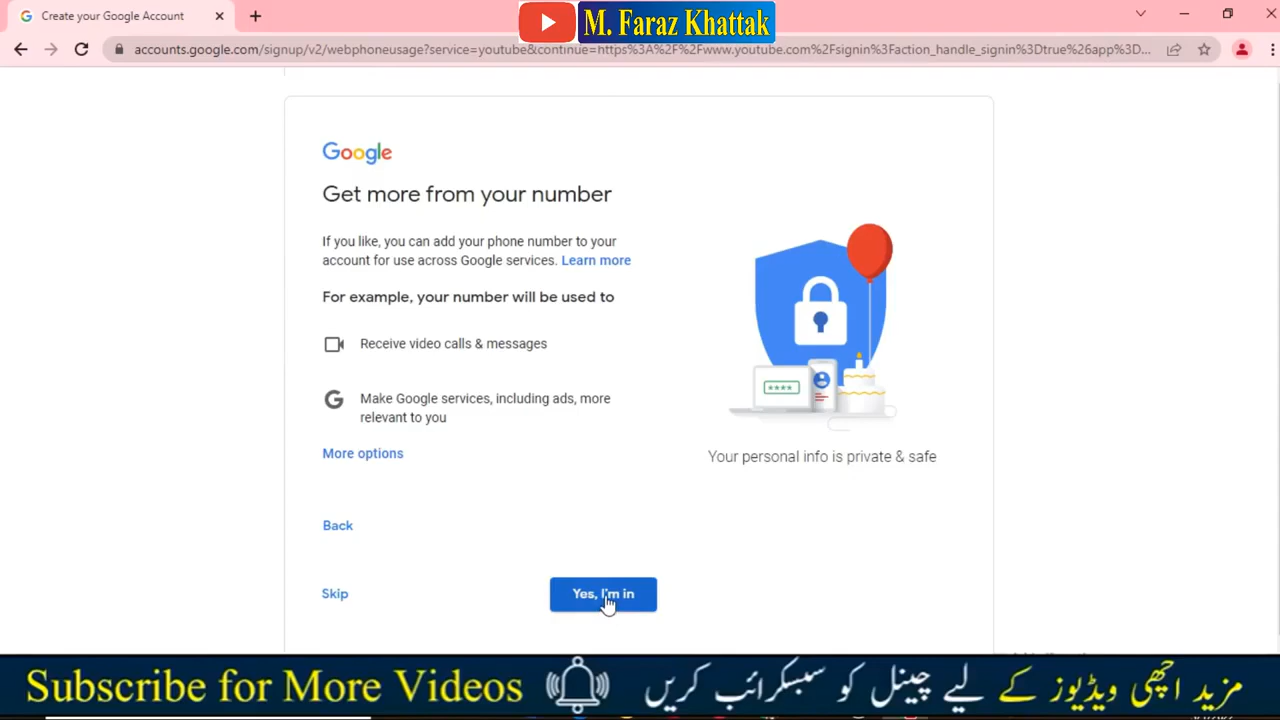 Create your Google Account
M. Faraz Khattak
accounts.google.com/signup/v2/webphoneusage?service=youtube&continue=https%3A%2F%2Fwww.youtube.com%2Fsignin%3Faction_handle_signin%3Dtrue%26app%3D...
Google
Get more from your number
If you like, you can add your phone number to your
account for use across Google services. Learn more
For example, your number will be used to
Receive video calls & messages
Make Google services, including ads, more
relevant to you
More options
****
Your personal info is private & safe
Back
Skip
Yes, I'm in
Subscribe for More Videos
مزید اچھی ویڈیوز کے لیے چینل کو سبسکرائب کریں